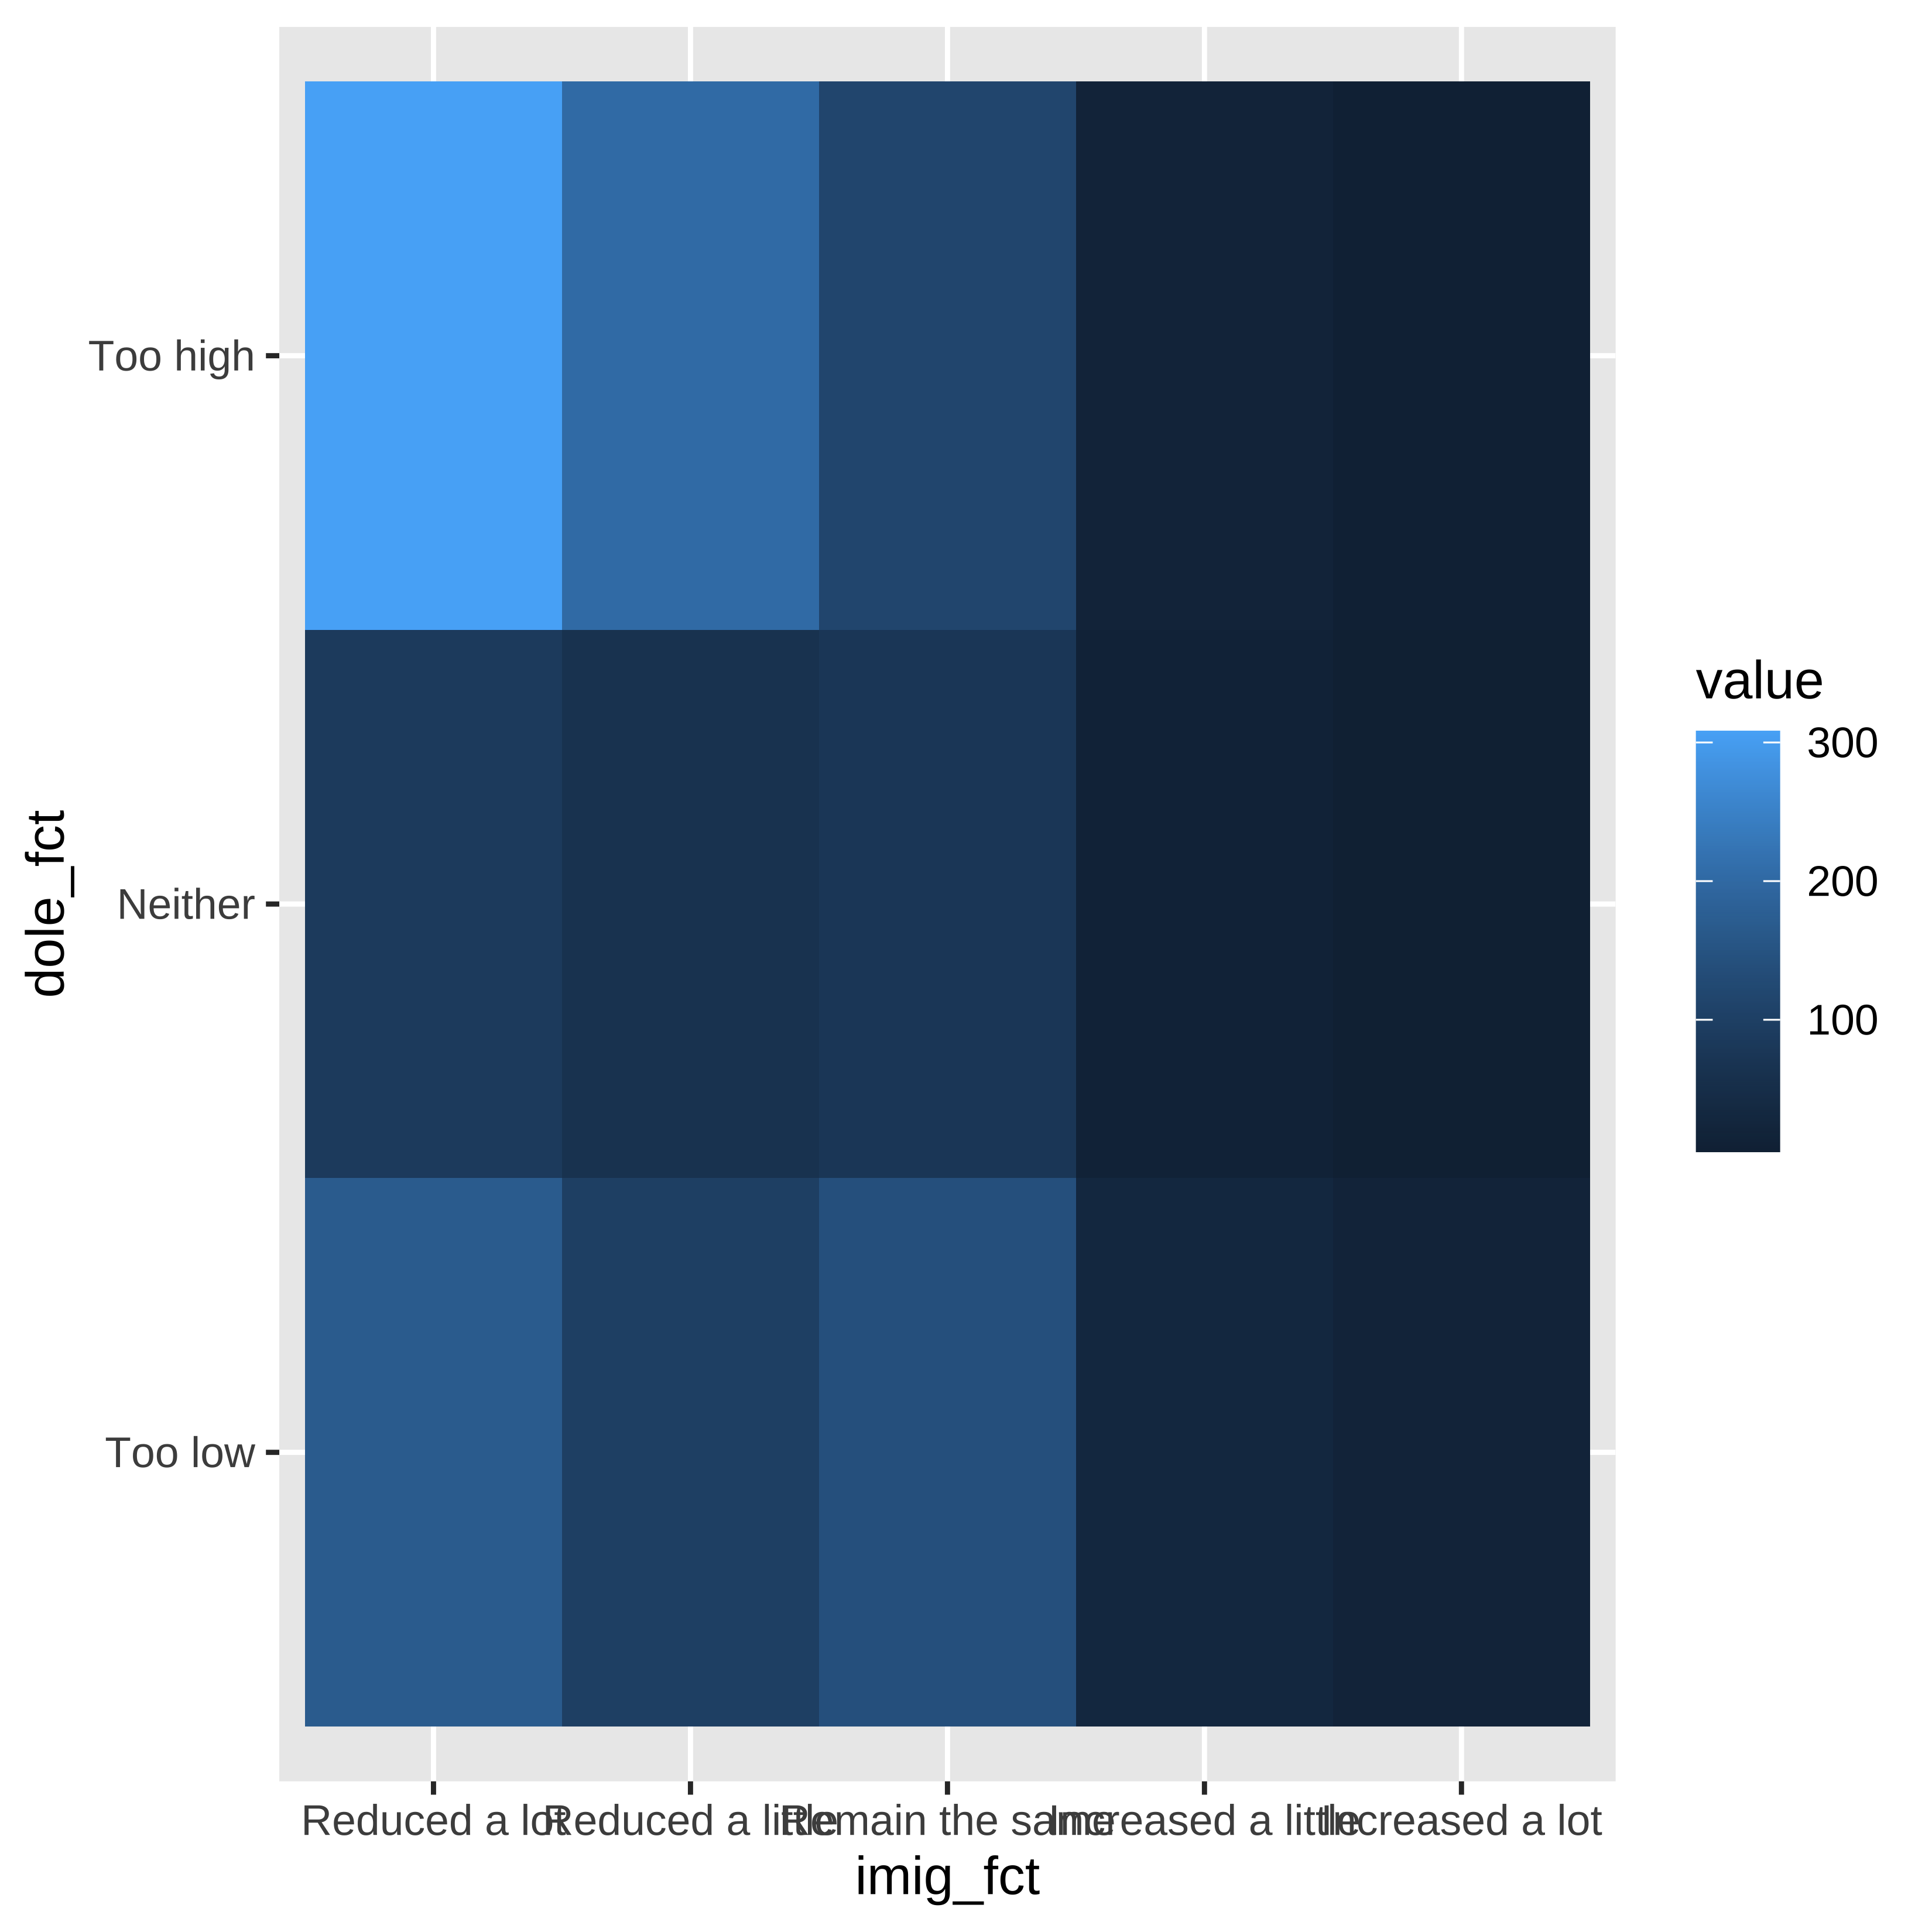 Too high
Neither
Too low
dole_fct
Reduced a lot
Reduced a little
Remain the same
Increased a little
Increased a lot
imig_fct
value
300
200
100